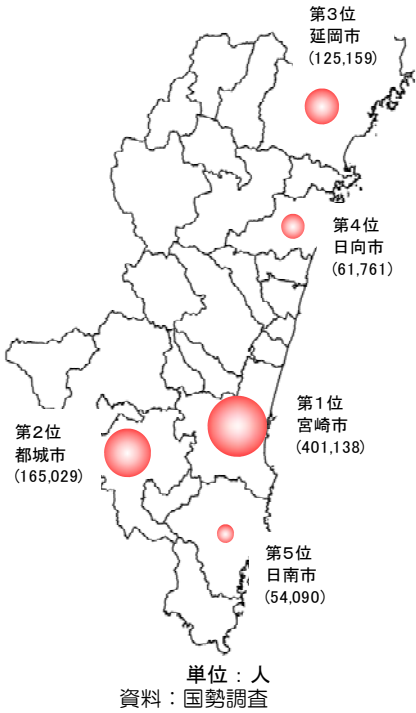 第３位
延岡市
(125,159)
第４位
日向市
(61,761)
第１位
宮崎市
(401,138)
第２位
都城市
(165,029)
第５位
日南市
(54,090)
単位：人
資料：国勢調査